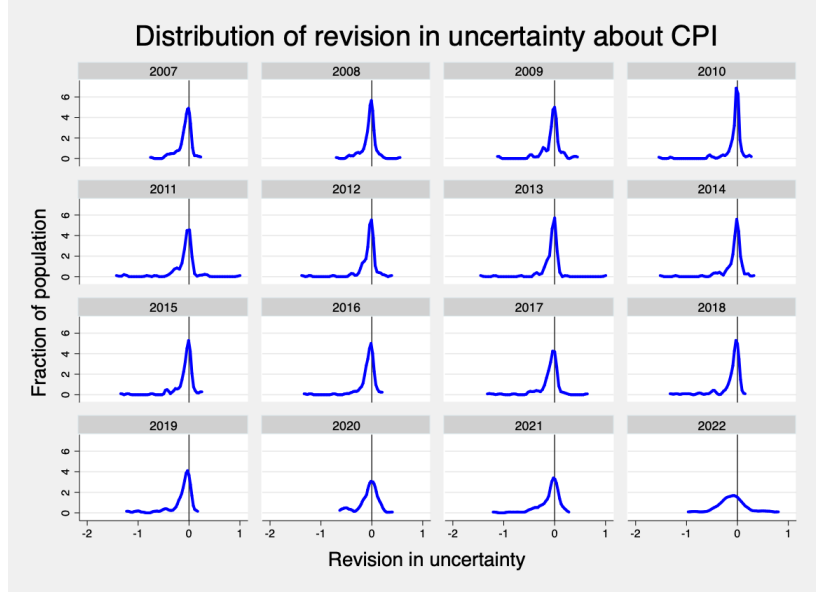 Distribution of revision in uncertainty about CPI
2007 2008 2009 2010
0 2 4 6
2011 2012 2013 2014
0 2 4 6
2015 2016 2017 2018
0 2 4 6
2019 2020 2021 2022
0 2 4 6
-2 -1 0 1 -2 -1 0 1 -2 -1 0 1 -2 -1 0 1
Fraction of population
Revision in uncertainty